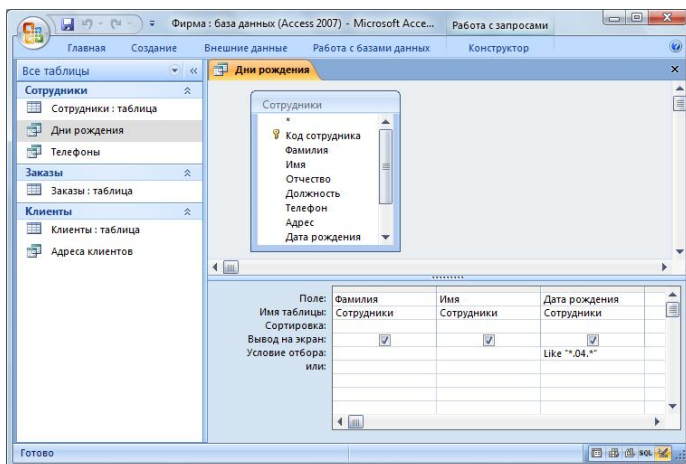 Фирма : база данных (Access 2007) - Microsoft Acce...
Работа с запросами
Главная
Создание
Внешние данные
Работа с базами данных
Конструктор
Все таблицы
Сотрудники
Сотрудники : таблица
Дни рождения
Телефоны
Заказы
Заказы : таблица
Клиенты
Клиенты : таблица
Адреса клиентов
Дни рождения
Сотрудники
*
Код сотрудника
Фамилия
Имя
Отчество
Должность
Телефон
Адрес
Дата рождения
Поле: Фамилия Имя Дата рождения
Имя таблицы: Сотрудники Сотрудники Сотрудники
Сортировка:
Вывод на экран:
Условие отбора: Like "*.04.*"
или:
Готово
SQL